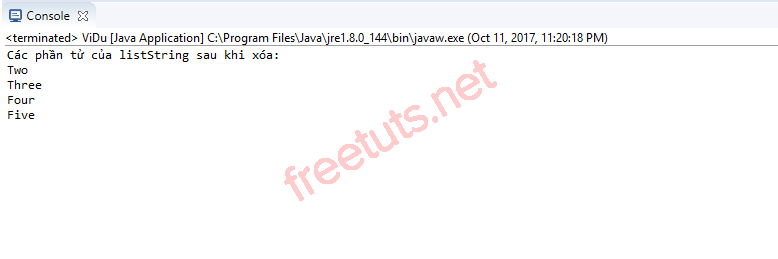 Console
<terminated> ViDu [Java Application] C:\Program Files\Java\jre1.8.0_144\bin\javaw.exe (Oct 11, 2017, 11:20:18 PM)
Các phần tử của listString sau khi xóa:
Two
Three
Four
Five
freetuts.net